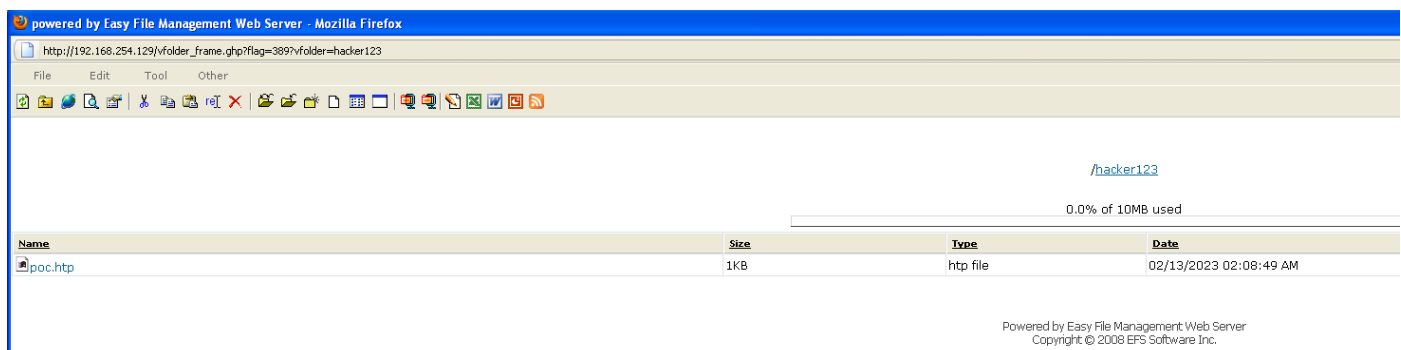 powered by Easy File Management Web Server - Mozilla Firefox
http://192.168.254.129/vfolder_frame.ghp?flag=389?vfolder=hacker123
File Edit Tool Other
/hacker123
0.0% of 10MB used
Name Size Type Date
poc.htp 1KB htp file 02/13/2023 02:08:49 AM
Powered by Easy File Management Web Server
Copyright © 2008 EFS Software Inc.